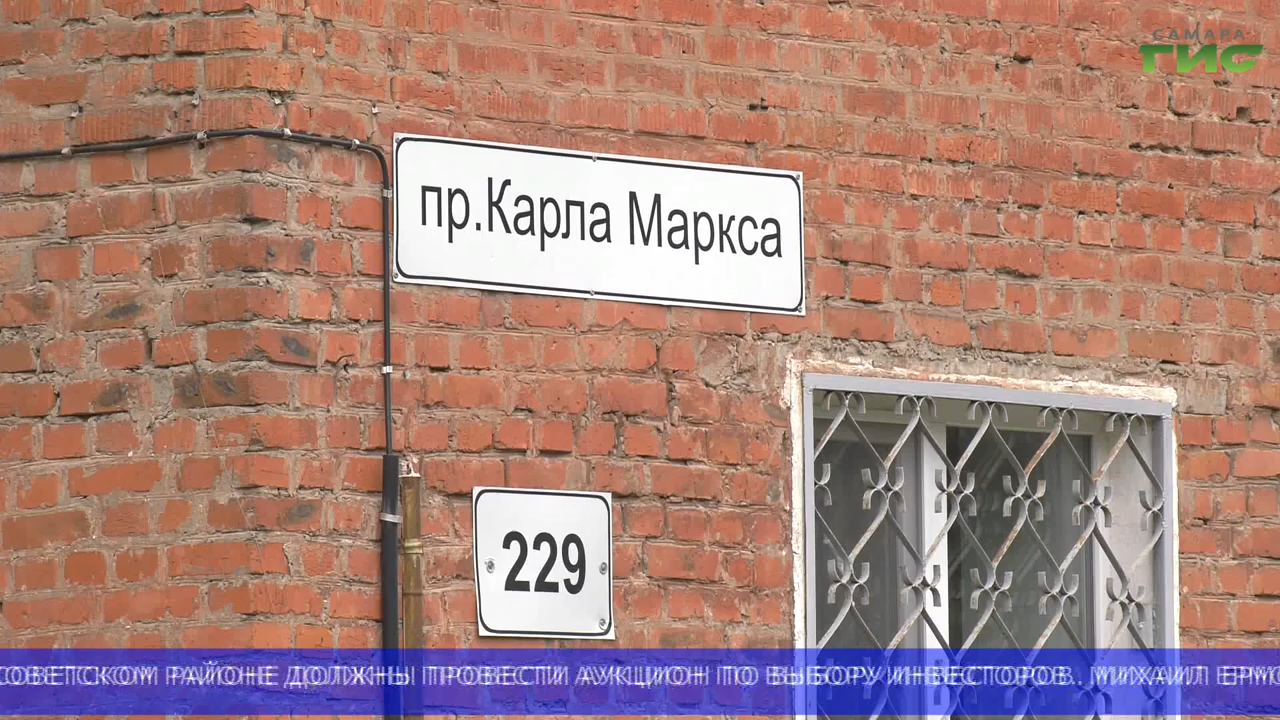 САМАРА
ГИС
пр.Карла Маркса
229
СОВЕТСКОМ РАЙОНЕ ДОЛЖНЫ ПРОВЕСТИ АУКЦИОН ПО ВЫБОРУ ИНВЕСТОРОВ.. МИХАИЛ